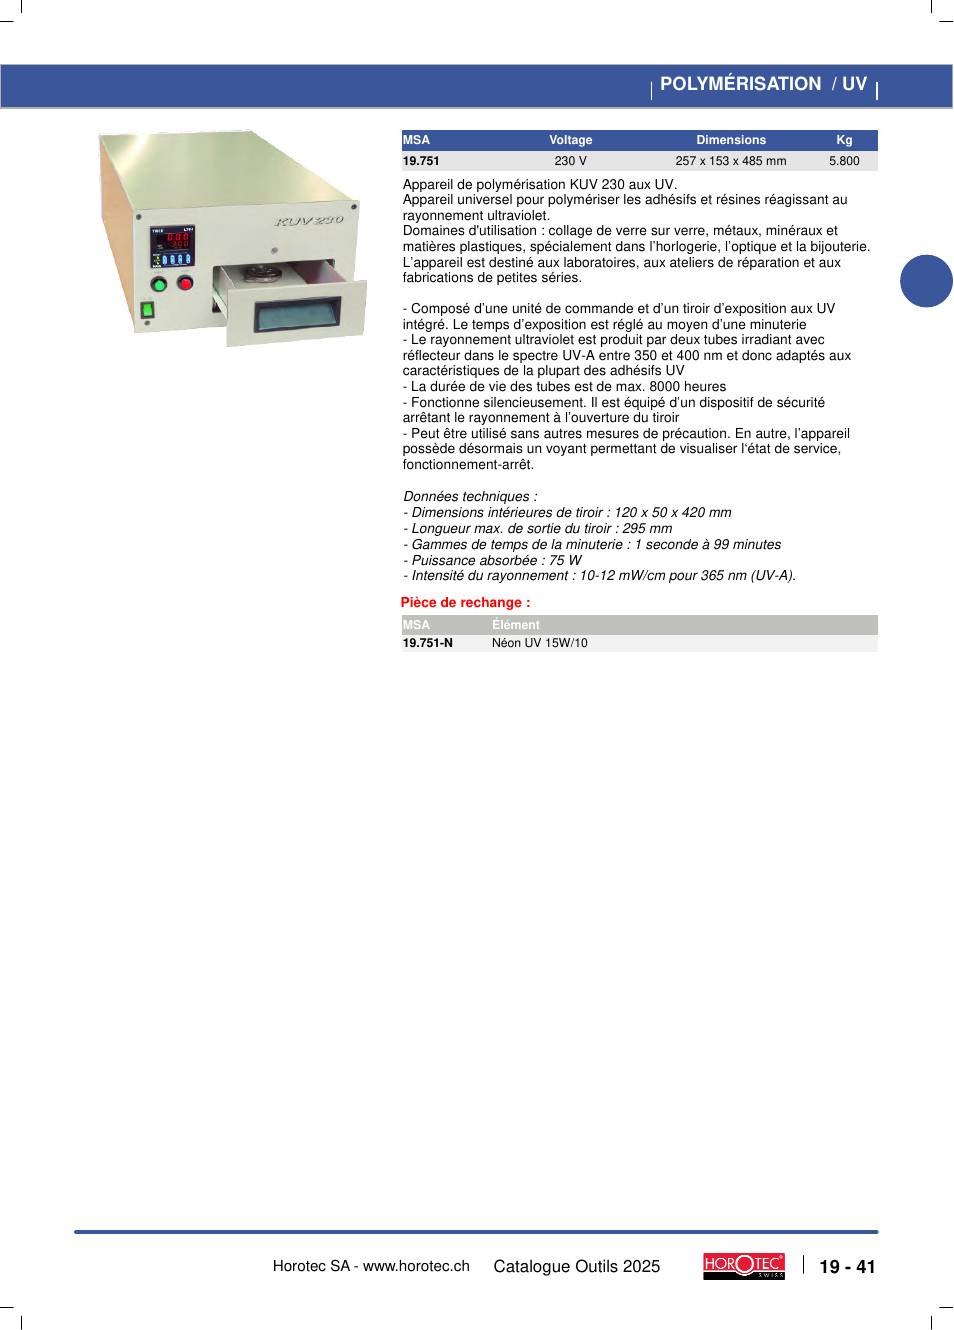 POLYMÉRISATION / UV
KUV 230
MSA Voltage Dimensions Kg
19.751 230 V 257 x 153 x 485 mm 5.800
Appareil de polymérisation KUV 230 aux UV.
Appareil universel pour polymériser les adhésifs et résines réagissant au
rayonnement ultraviolet.
Domaines d'utilisation : collage de verre sur verre, métaux, minéraux et
matières plastiques, spécialement dans l’horlogerie, l’optique et la bijouterie.
L’appareil est destiné aux laboratoires, aux ateliers de réparation et aux
fabrications de petites séries.
- Composé d’une unité de commande et d’un tiroir d’exposition aux UV
intégré. Le temps d’exposition est réglé au moyen d’une minuterie
- Le rayonnement ultraviolet est produit par deux tubes irradiant avec
réflecteur dans le spectre UV-A entre 350 et 400 nm et donc adaptés aux
caractéristiques de la plupart des adhésifs UV
- La durée de vie des tubes est de max. 8000 heures
- Fonctionne silencieusement. Il est équipé d’un dispositif de sécurité
arrêtant le rayonnement à l’ouverture du tiroir
- Peut être utilisé sans autres mesures de précaution. En autre, l’appareil
possède désormais un voyant permettant de visualiser l‘état de service,
fonctionnement-arrêt.
Données techniques :
- Dimensions intérieures de tiroir : 120 x 50 x 420 mm
- Longueur max. de sortie du tiroir : 295 mm
- Gammes de temps de la minuterie : 1 seconde à 99 minutes
- Puissance absorbée : 75 W
- Intensité du rayonnement : 10-12 mW/cm pour 365 nm (UV-A).
Pièce de rechange :
MSA Élément
19.751-N Néon UV 15W/10
Horotec SA - www.horotec.ch Catalogue Outils 2025 HOROTEC® SWISS 19 - 41